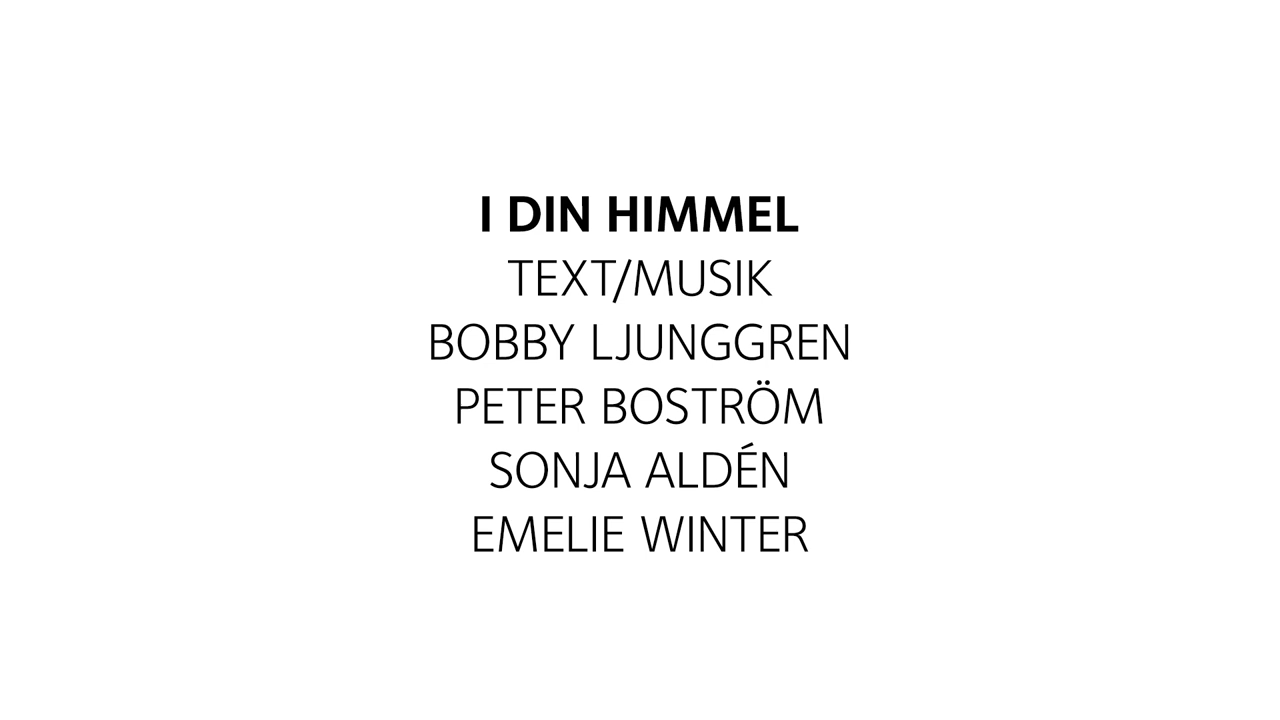 I DIN HIMMEL
TEXT/MUSIK
BOBBY LJUNGGREN
PETER BOSTRÖM
SONJA ALDÉN
EMELIE WINTER